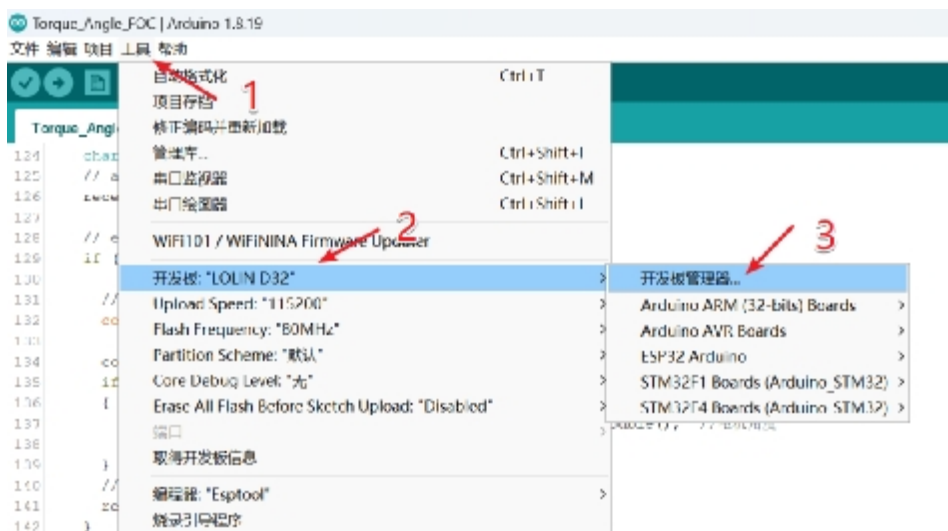 Torque_Angle_FOC | Arduino 1.8.19
文件 编辑 项目 工具 帮助
自动格式化 Ctrl+T
1
项目存档
Torque_Angl
修正编码并重新加载
124 char
管理库... Ctrl+Shift+I
125 // a
串口监视器 Ctrl+Shift+M
126 rece
串口绘图器 Ctrl+Shift+L
127
2
128 // e
WiFi101 / WiFiNINA Firmware Updater
3
129 if (
130
开发板: "LOLIN D32"
开发板管理器...
131 //
Upload Speed: "115200"
Arduino ARM (32-bits) Boards
132 co
Flash Frequency: "80MHz"
Arduino AVR Boards
133
Partition Scheme: "默认"
ESP32 Arduino
134 co
Core Debug Level: "无"
STM32F1 Boards (Arduino_STM32)
135 if
136 {
Erase All Flash Before Sketch Upload: "Disabled"
STM32F4 Boards (Arduino_STM32)
137
端口
138
取得开发板信息
139 }
140 //
编程器: "Esptool"
141 re
烧录引导程序
142 }